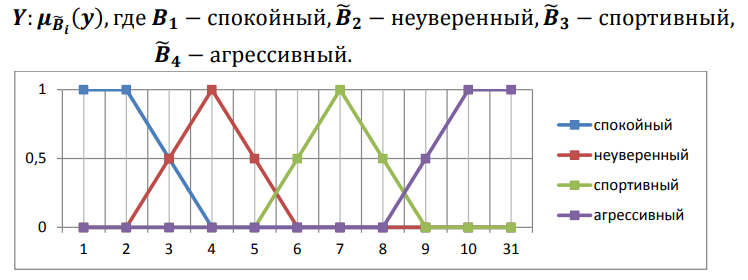 Y: μ_B̃ᵢ(y), где B₁ − спокойный, B̃₂ − неуверенный, B̃₃ − спортивный,
B̃₄ − агрессивный.
1
0,5
0
1 2 3 4 5 6 7 8 9 10 31
спокойный
неуверенный
спортивный
агрессивный